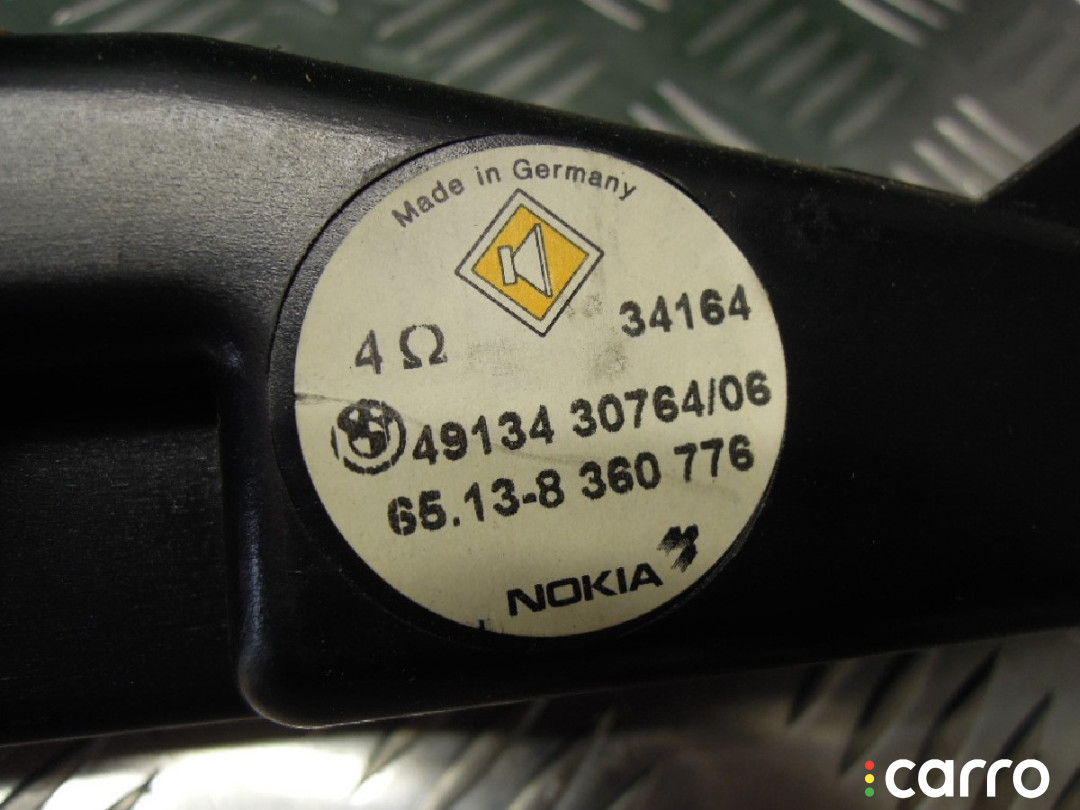 Made in Germany
34164
4 Ω
49134 30764/06
65.13-8 360 776
NOKIA
carro